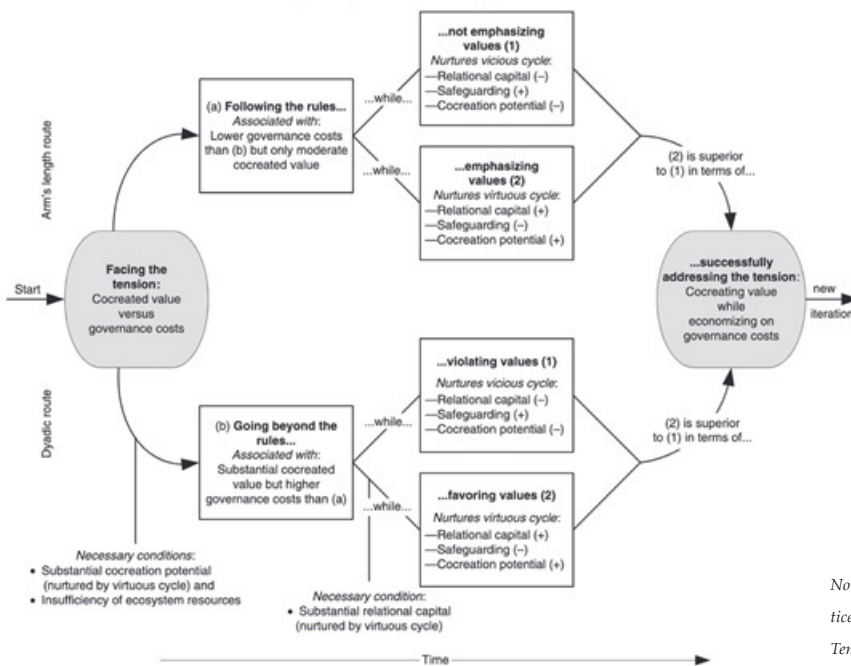 Arm's length route
Start
Facing the
tension:
Cocreated value
versus
governance costs
Dyadic route
(a) Following the rules...
Associated with:
Lower governance costs
than (b) but only moderate
cocreated value
...while...
...while...
...not emphasizing
values (1)
Nurtures vicious cycle:
—Relational capital (–)
—Safeguarding (+)
—Cocreation potential (–)
...emphasizing
values (2)
Nurtures virtuous cycle:
—Relational capital (+)
—Safeguarding (–)
—Cocreation potential (+)
(2) is superior
to (1) in terms of...
...successfully
addressing the tension:
Cocreating value
while
economizing on
governance costs
new
iteration
(b) Going beyond the
rules...
Associated with:
Substantial cocreated
value but higher
governance costs than (a)
...while...
...while...
...violating values (1)
Nurtures vicious cycle:
—Relational capital (–)
—Safeguarding (+)
—Cocreation potential (–)
...favoring values (2)
Nurtures virtuous cycle:
—Relational capital (+)
—Safeguarding (–)
—Cocreation potential (+)
(2) is superior
to (1) in terms of...
Necessary conditions:
• Substantial cocreation potential
(nurtured by virtuous cycle) and
• Insufficiency of ecosystem resources
Necessary condition:
• Substantial relational capital
(nurtured by virtuous cycle)
Time
No
tice
Ten